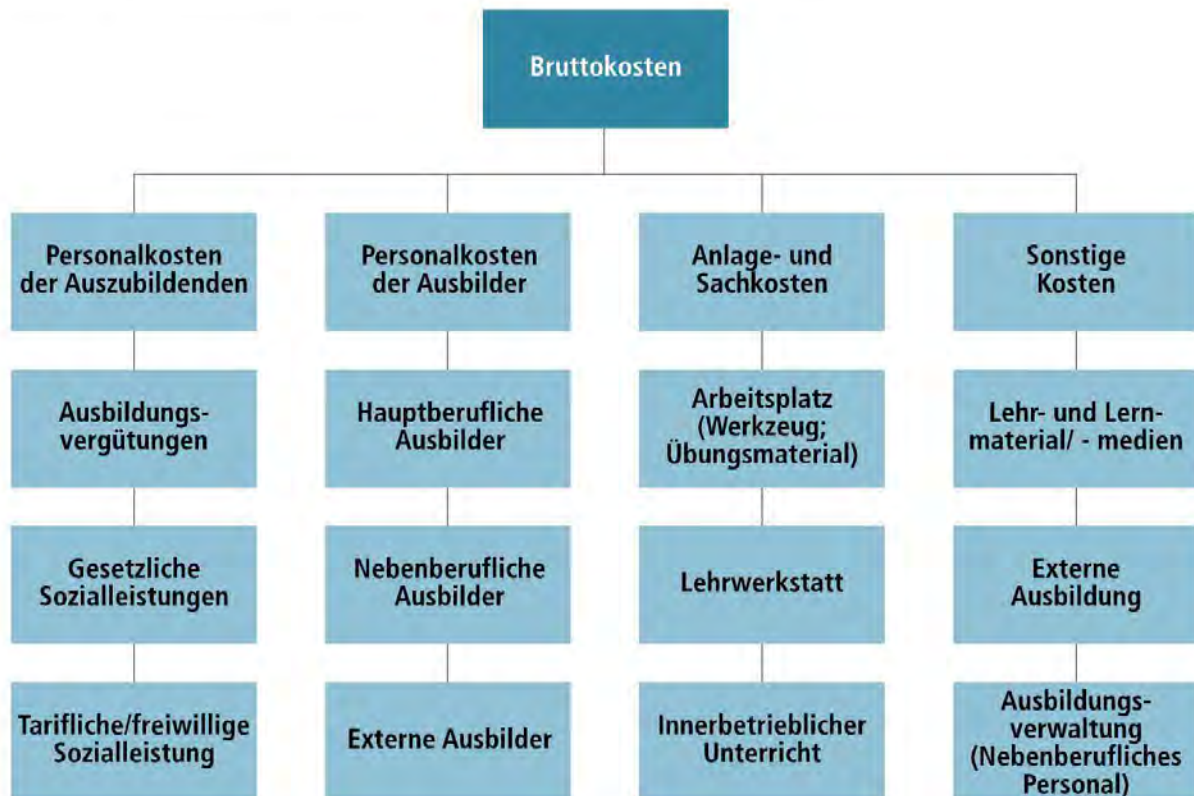 Bruttokosten
Personalkosten
der Auszubildenden
Personalkosten
der Ausbilder
Anlage- und
Sachkosten
Sonstige
Kosten
Ausbildungs-
vergütungen
Hauptberufliche
Ausbilder
Arbeitsplatz
(Werkzeug;
Übungsmaterial)
Lehr- und Lern-
material/ - medien
Gesetzliche
Sozialleistungen
Nebenberufliche
Ausbilder
Lehrwerkstatt
Externe
Ausbildung
Tarifliche/freiwillige
Sozialleistung
Externe Ausbilder
Innerbetrieblicher
Unterricht
Ausbildungs-
verwaltung
(Nebenberufliches
Personal)